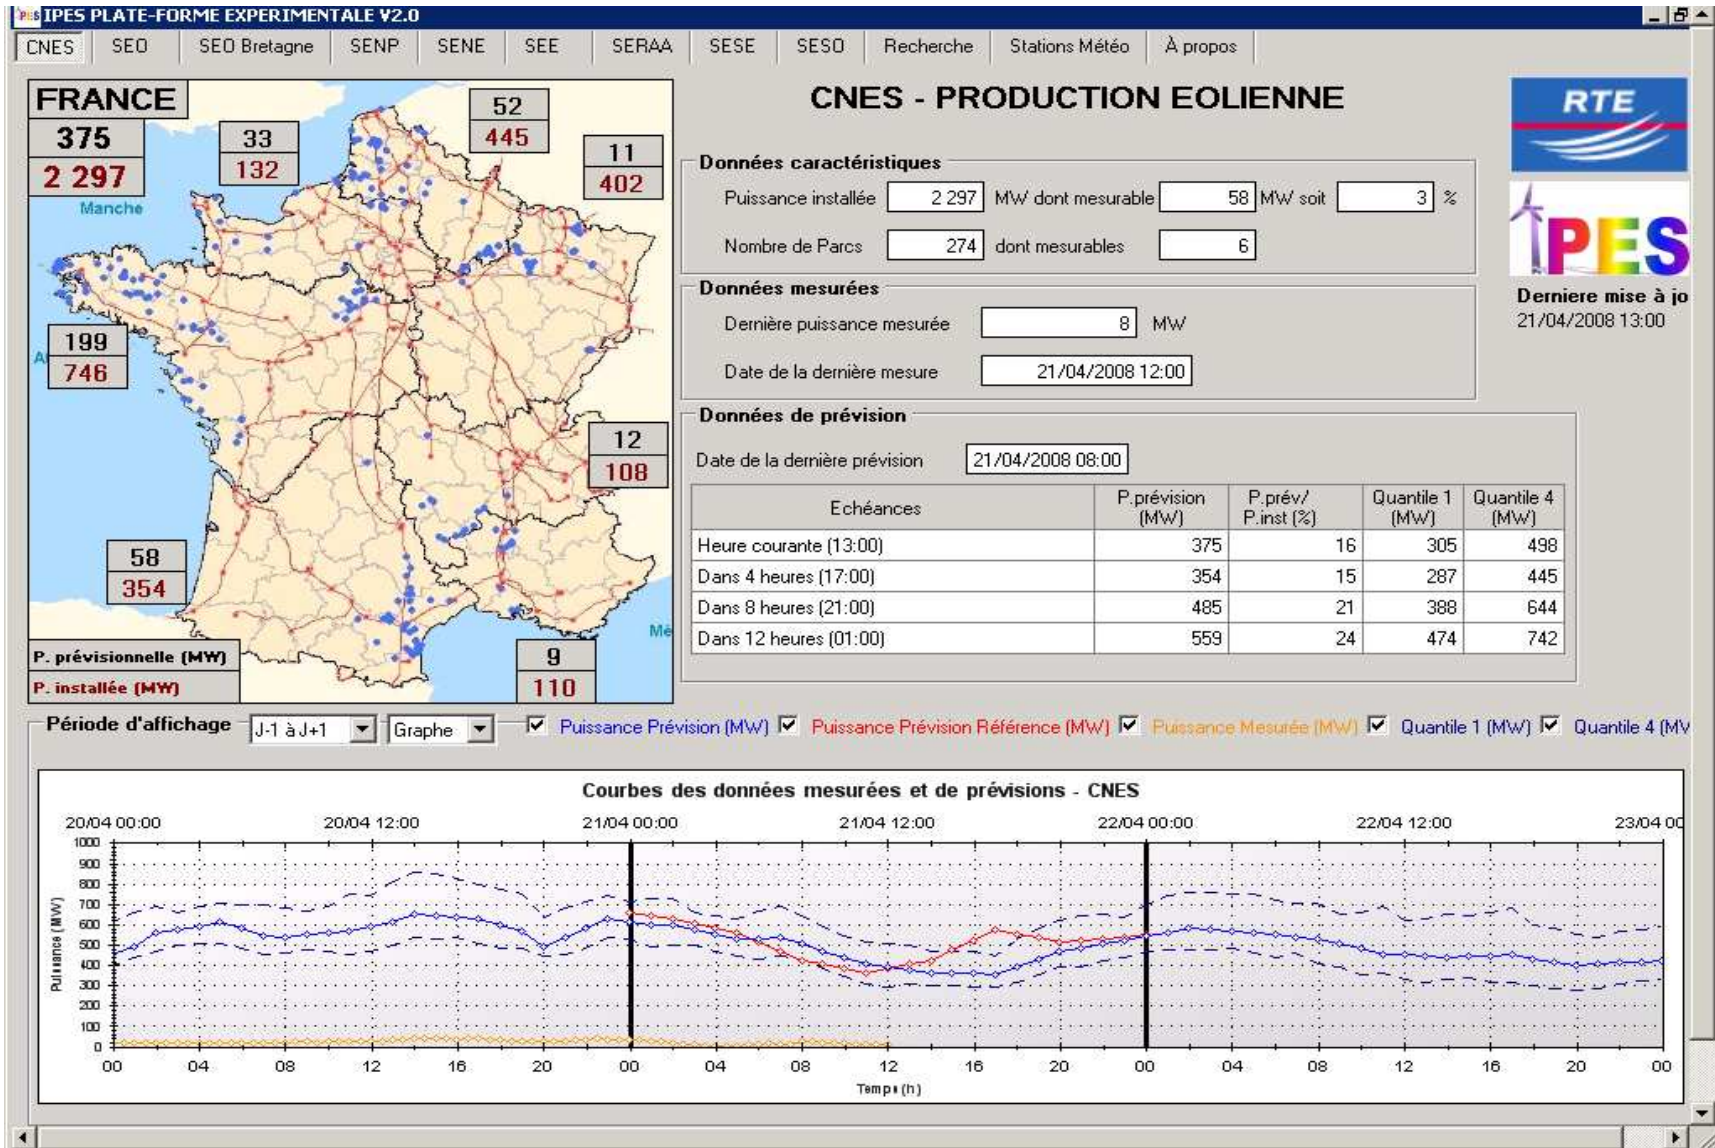 IPES PLATE-FORME EXPERIMENTALE V2.0
CNES SEO SEO Bretagne SENP SENE SEE SERAA SESE SESO Recherche Stations Météo À propos
FRANCE
375
2 297
33
132
52
445
11
402
Manche
199
746
12
108
58
354
9
110
Mé
P. prévisionnelle (MW)
P. installée (MW)
CNES - PRODUCTION EOLIENNE
RTE
IPES
Derniere mise à jo
21/04/2008 13:00
Données caractéristiques
Puissance installée 2 297 MW dont mesurable 58 MW soit 3 %
Nombre de Parcs 274 dont mesurables 6
Données mesurées
Dernière puissance mesurée 8 MW
Date de la dernière mesure 21/04/2008 12:00
Données de prévision
Date de la dernière prévision 21/04/2008 08:00
Echéances P.prévision (MW) P.prév/ P.inst (%) Quantile 1 (MW) Quantile 4 (MW)
Heure courante (13:00) 375 16 305 498
Dans 4 heures (17:00) 354 15 287 445
Dans 8 heures (21:00) 485 21 388 644
Dans 12 heures (01:00) 559 24 474 742
Période d'affichage J-1 à J+1 Graphe Puissance Prévision (MW) Puissance Prévision Référence (MW) Puissance Mesurée (MW) Quantile 1 (MW) Quantile 4 (MV
Courbes des données mesurées et de prévisions - CNES
20/04 00:00 20/04 12:00 21/04 00:00 21/04 12:00 22/04 00:00 22/04 12:00 23/04 00
1000
900
800
700
600
500
400
300
200
100
0
Puissance (MW)
00 04 08 12 16 20 00 04 08 12 16 20 00 04 08 12 16 20 00
Temps (h)